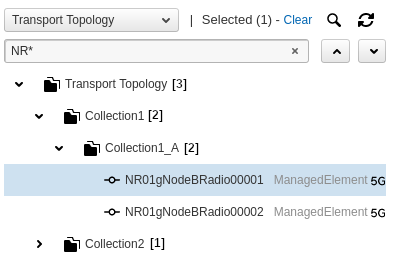 Transport Topology | Selected (1) - Clear
NR*
Transport Topology [3]
Collection1 [2]
Collection1_A [2]
NR01gNodeBRadio00001 ManagedElement 5G
NR01gNodeBRadio00002 ManagedElement 5G
Collection2 [1]